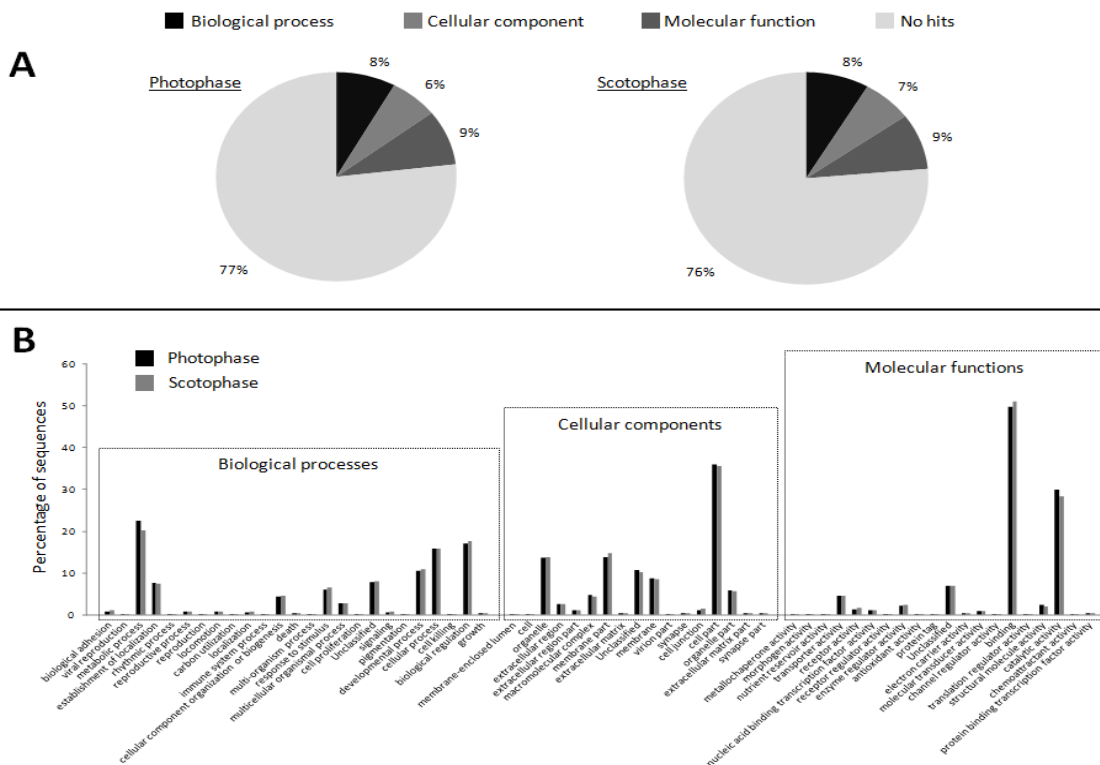 Biological process
Cellular component
Molecular function
No hits
A
Photophase
8%
6%
9%
77%
Scotophase
8%
7%
9%
76%
B
Photophase
Scotophase
Percentage of sequences
60
50
40
30
20
10
0
Biological processes
Cellular components
Molecular functions
biological adhesion
viral reproduction
metabolic process
establishment of localization
rhythmic process
reproductive process
reproduction
locomotion
carbon utilization
localization
immune system process
cellular component organization or biogenesis
death
multi-organism process
response to stimulus
multicellular organismal process
cell proliferation
Unclassified
signaling
pigmentation
developmental process
cellular process
cell killing
biological regulation
growth
membrane-enclosed lumen
cell
organelle
extracellular region
extracellular region part
macromolecular complex
membrane part
extracellular matrix
Unclassified
membrane
virion part
synapse
cell junction
cell part
organelle part
extracellular matrix part
synapse part
metallochaperone activity
morphogen activity
nutrient reservoir activity
transporter activity
receptor activity
nucleic acid binding transcription factor activity
receptor regulator activity
enzyme regulator activity
antioxidant activity
protein tag
Unclassified
electron carrier activity
molecular transducer activity
channel regulator activity
binding
translation regulator activity
structural molecule activity
catalytic activity
chemoattractant activity
protein binding transcription factor activity